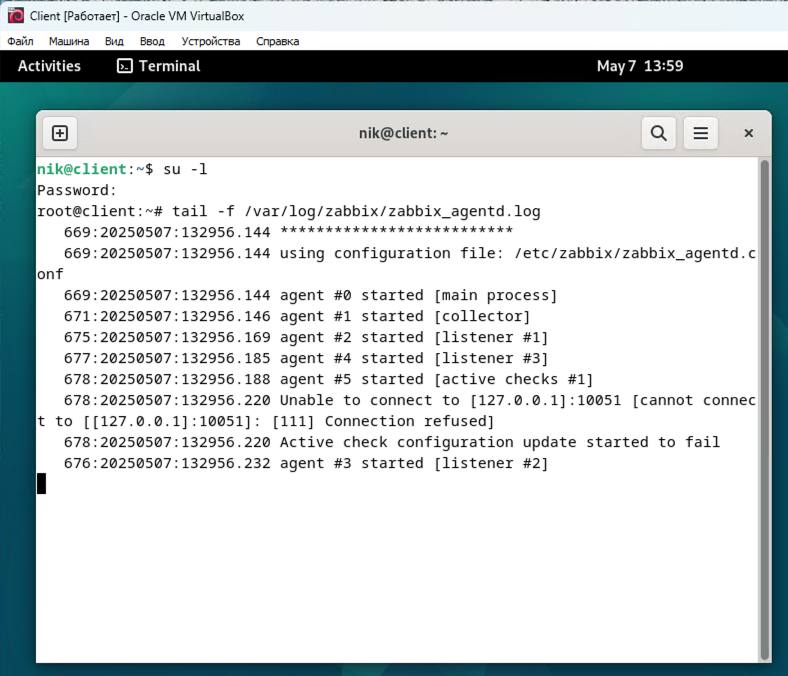 Client [Работает] - Oracle VM VirtualBox
Файл Машина Вид Ввод Устройства Справка
Activities Terminal May 7 13:59
nik@client: ~
nik@client:~$ su -l
Password:
root@client:~# tail -f /var/log/zabbix/zabbix_agentd.log
669:20250507:132956.144 **************************
669:20250507:132956.144 using configuration file: /etc/zabbix/zabbix_agentd.c
onf
669:20250507:132956.144 agent #0 started [main process]
671:20250507:132956.146 agent #1 started [collector]
675:20250507:132956.169 agent #2 started [listener #1]
677:20250507:132956.185 agent #4 started [listener #3]
678:20250507:132956.188 agent #5 started [active checks #1]
678:20250507:132956.220 Unable to connect to [127.0.0.1]:10051 [cannot connec
t to [[127.0.0.1]:10051]: [111] Connection refused]
678:20250507:132956.220 Active check configuration update started to fail
676:20250507:132956.232 agent #3 started [listener #2]